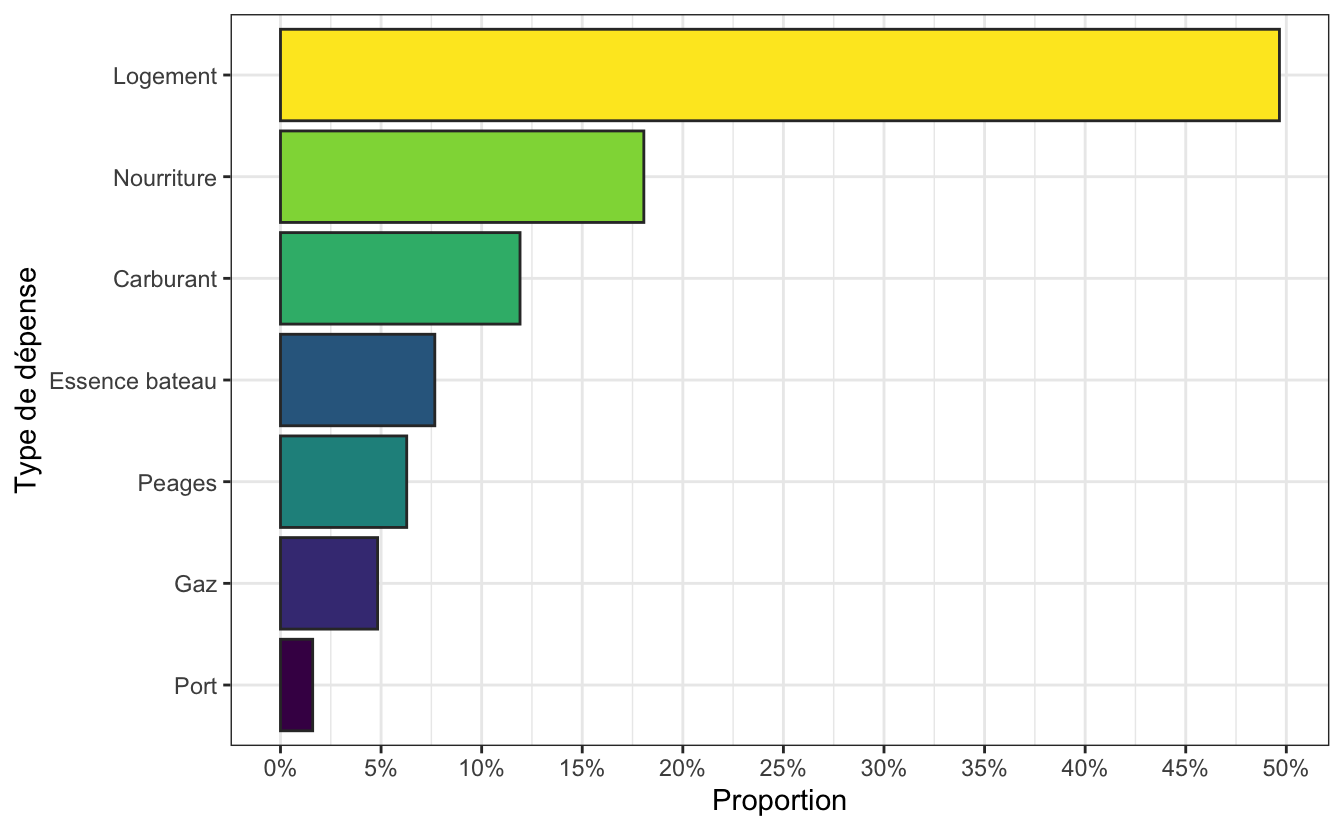 Type de dépense
Logement
Nourriture
Carburant
Essence bateau
Peages
Gaz
Port
0% 5% 10% 15% 20% 25% 30% 35% 40% 45% 50%
Proportion